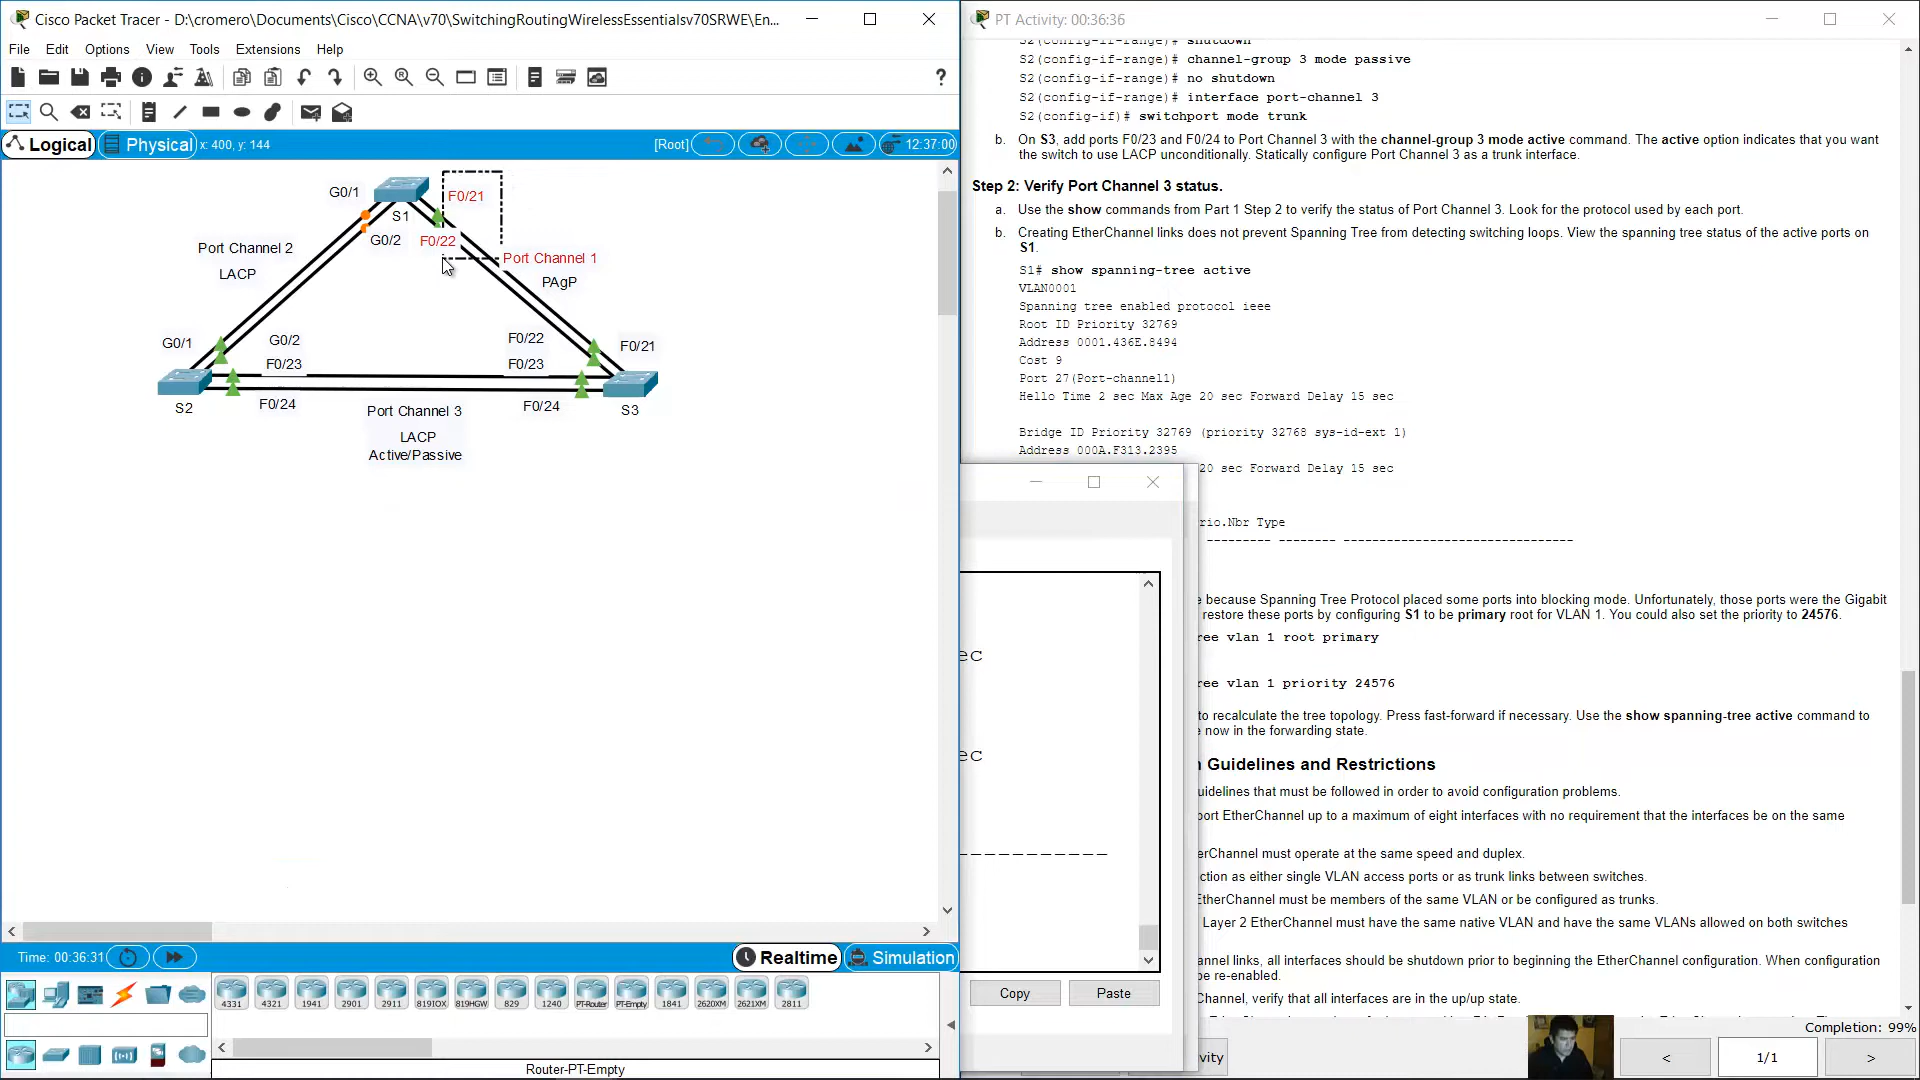 Cisco Packet Tracer - D:\cromero\Documents\Cisco\CCNA\v70\SwitchingRoutingWirelessEssentialsv70SRWE\En...
File Edit Options View Tools Extensions Help
Logical Physical x: 400, y: 144 [Root] 12:37:00
G0/1
F0/21
S1
G0/2
F0/22
Port Channel 2
LACP
Port Channel 1
PAgP
G0/1
G0/2
F0/22
F0/21
F0/23
F0/23
S2
F0/24
F0/24
S3
Port Channel 3
LACP
Active/Passive
Time: 00:36:31
Realtime Simulation
4331 4321 1941 2901 2911 819IOX 819HGW 829 1240 PT-Router PT-Empty 1841 2620XM 2621XM 2811
Router-PT-Empty
PT Activity: 00:36:36
S2(config-if-range)# shutdown
S2(config-if-range)# channel-group 3 mode passive
S2(config-if-range)# no shutdown
S2(config-if-range)# interface port-channel 3
S2(config-if)# switchport mode trunk
b. On S3, add ports F0/23 and F0/24 to Port Channel 3 with the channel-group 3 mode active command. The active option indicates that you want
the switch to use LACP unconditionally. Statically configure Port Channel 3 as a trunk interface.
Step 2: Verify Port Channel 3 status.
a. Use the show commands from Part 1 Step 2 to verify the status of Port Channel 3. Look for the protocol used by each port.
b. Creating EtherChannel links does not prevent Spanning Tree from detecting switching loops. View the spanning tree status of the active ports on
S1.
S1# show spanning-tree active
VLAN0001
Spanning tree enabled protocol ieee
Root ID Priority 32769
Address 0001.436E.8494
Cost 9
Port 27(Port-channel1)
Hello Time 2 sec Max Age 20 sec Forward Delay 15 sec
Bridge ID Priority 32769 (priority 32768 sys-id-ext 1)
Address 000A.F313.2395
20 sec Forward Delay 15 sec
rio.Nbr Type
--------- -------- --------------------------------
e because Spanning Tree Protocol placed some ports into blocking mode. Unfortunately, those ports were the Gigabit
restore these ports by configuring S1 to be primary root for VLAN 1. You could also set the priority to 24576.
ree vlan 1 root primary
ree vlan 1 priority 24576
to recalculate the tree topology. Press fast-forward if necessary. Use the show spanning-tree active command to
e now in the forwarding state.
n Guidelines and Restrictions
uidelines that must be followed in order to avoid configuration problems.
port EtherChannel up to a maximum of eight interfaces with no requirement that the interfaces be on the same
erChannel must operate at the same speed and duplex.
ction as either single VLAN access ports or as trunk links between switches.
EtherChannel must be members of the same VLAN or be configured as trunks.
Layer 2 EtherChannel must have the same native VLAN and have the same VLANs allowed on both switches
annel links, all interfaces should be shutdown prior to beginning the EtherChannel configuration. When configuration
be re-enabled.
Channel, verify that all interfaces are in the up/up state.
ec
ec
-----------
Copy Paste
Completion: 99%
vity < 1/1 >